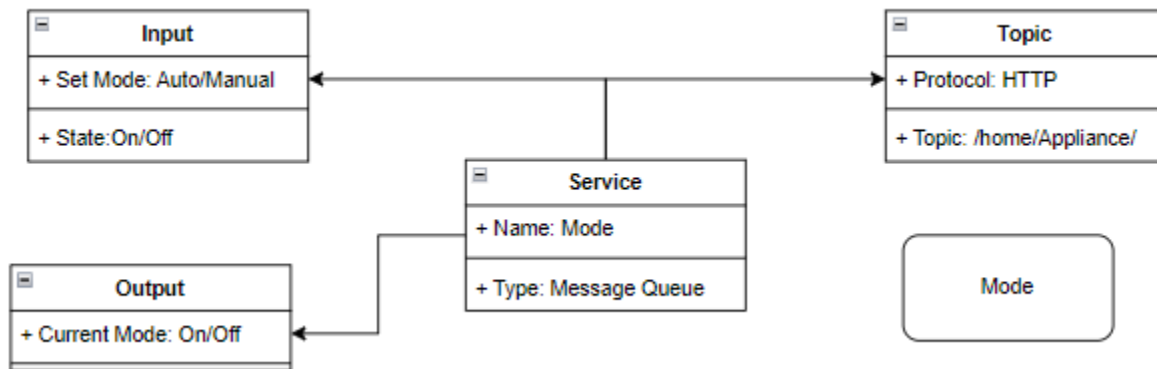 Input
+ Set Mode: Auto/Manual
+ State:On/Off
Topic
+ Protocol: HTTP
+ Topic: /home/Appliance/
Service
+ Name: Mode
+ Type: Message Queue
Output
+ Current Mode: On/Off
Mode